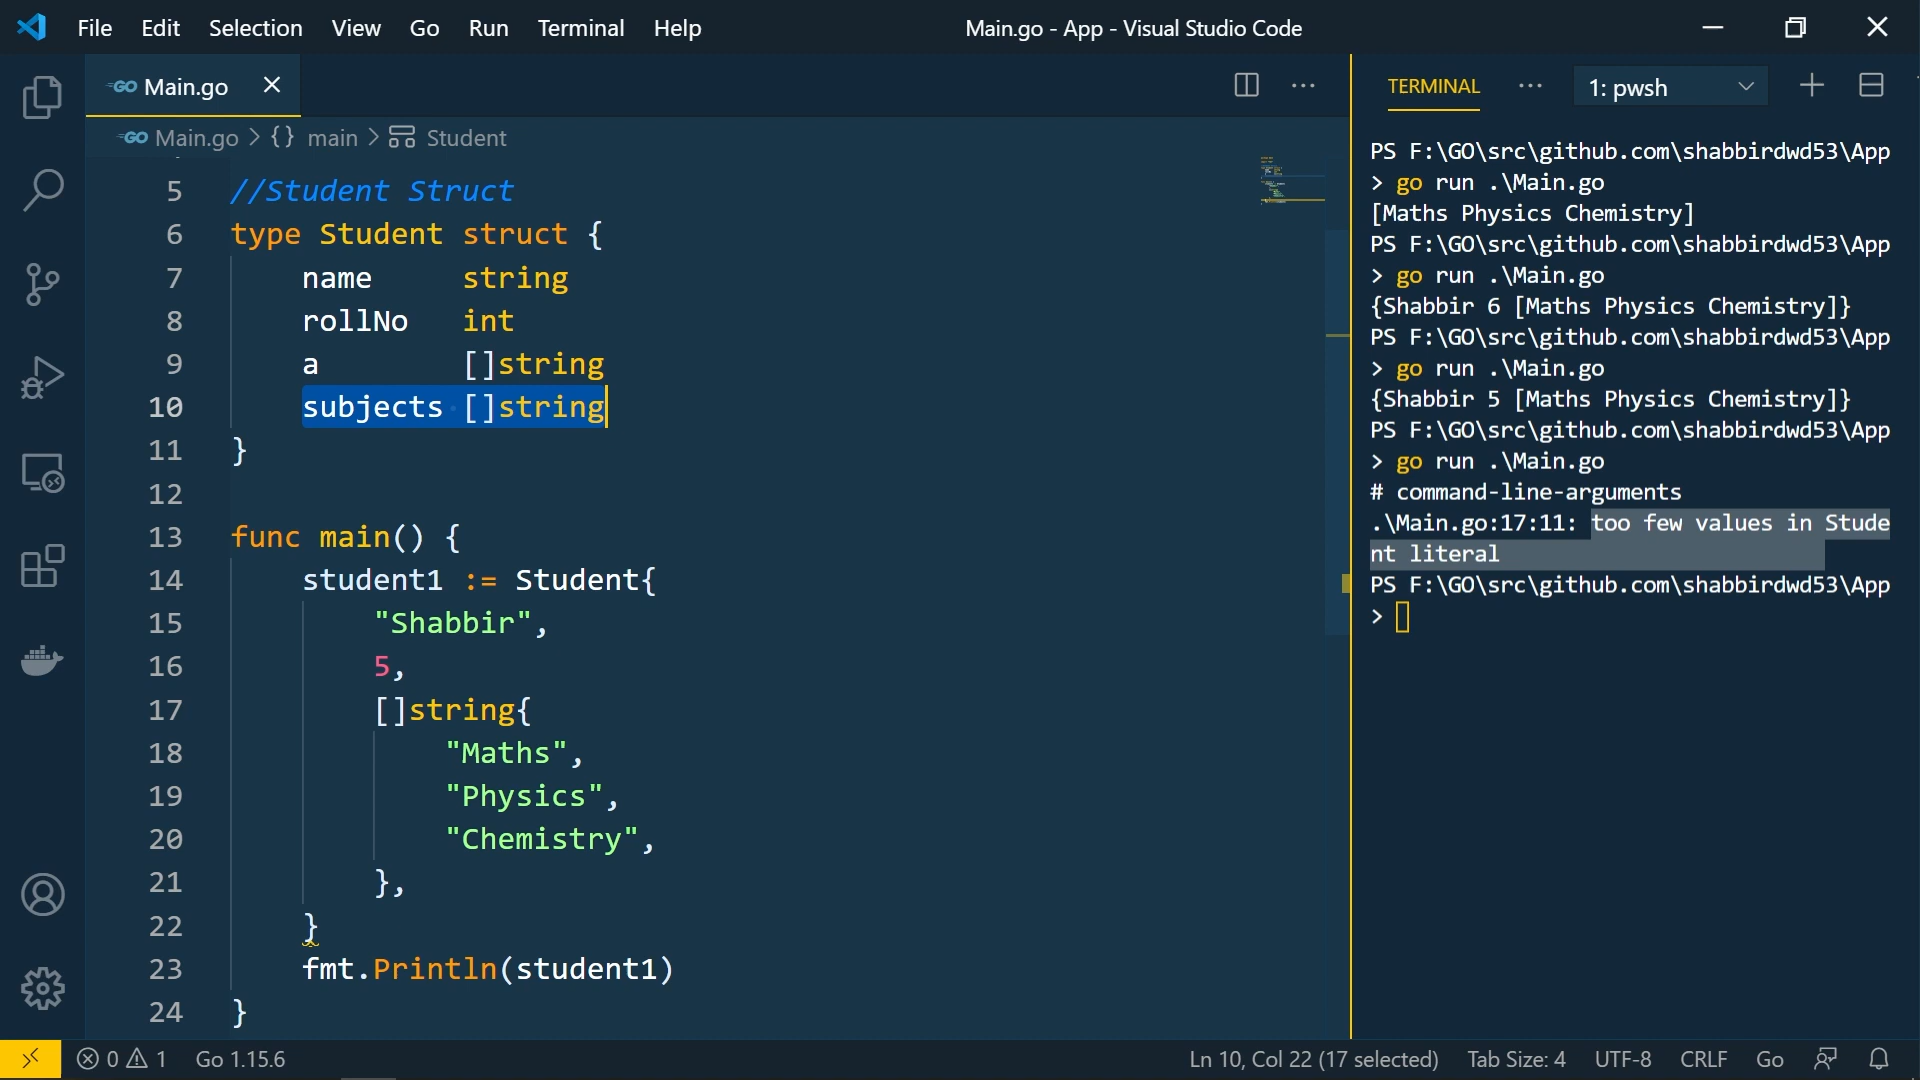 File Edit Selection View Go Run Terminal Help
Main.go - App - Visual Studio Code
GO Main.go
GO Main.go > {} main > Student
5 //Student Struct
6 type Student struct {
7 name string
8 rollNo int
9 a []string
10 subjects []string
11 }
12
13 func main() {
14 student1 := Student{
15 "Shabbir",
16 5,
17 []string{
18 "Maths",
19 "Physics",
20 "Chemistry",
21 },
22 }
23 fmt.Println(student1)
24 }
TERMINAL ... 1: pwsh
PS F:\GO\src\github.com\shabbirdwd53\App
> go run .\Main.go
[Maths Physics Chemistry]
PS F:\GO\src\github.com\shabbirdwd53\App
> go run .\Main.go
{Shabbir 6 [Maths Physics Chemistry]}
PS F:\GO\src\github.com\shabbirdwd53\App
> go run .\Main.go
{Shabbir 5 [Maths Physics Chemistry]}
PS F:\GO\src\github.com\shabbirdwd53\App
> go run .\Main.go
# command-line-arguments
.\Main.go:17:11: too few values in Stude
nt literal
PS F:\GO\src\github.com\shabbirdwd53\App
>
0 1 Go 1.15.6 Ln 10, Col 22 (17 selected) Tab Size: 4 UTF-8 CRLF Go